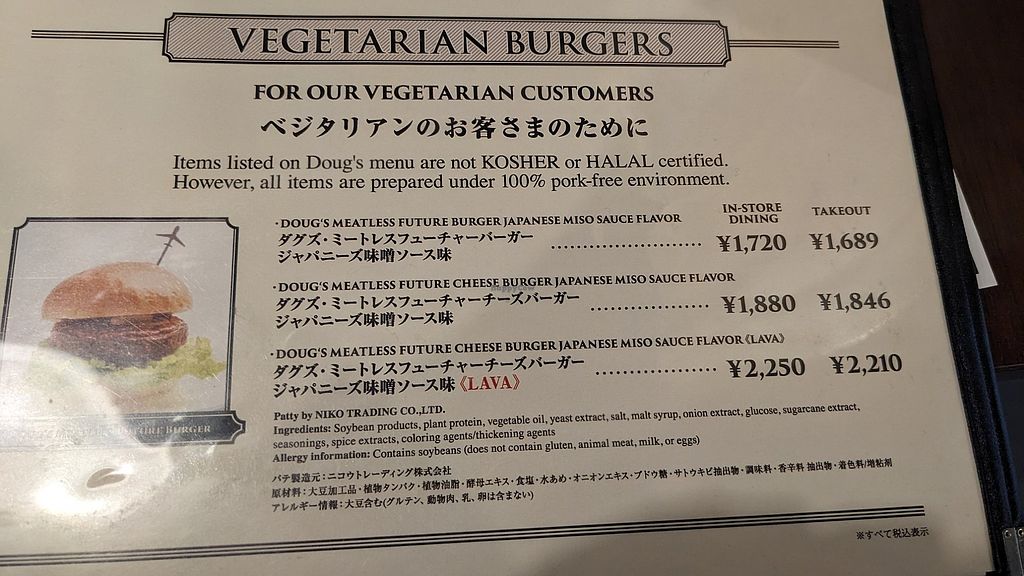 VEGETARIAN BURGERS
FOR OUR VEGETARIAN CUSTOMERS
ベジタリアンのお客さまのために
Items listed on Doug's menu are not KOSHER or HALAL certified.
However, all items are prepared under 100% pork-free environment.
IN-STORE DINING TAKEOUT
・DOUG'S MEATLESS FUTURE BURGER JAPANESE MISO SAUCE FLAVOR
ダグズ・ミートレスフューチャーバーガー
ジャパニーズ味噌ソース味 ¥1,720 ¥1,689
・DOUG'S MEATLESS FUTURE CHEESE BURGER JAPANESE MISO SAUCE FLAVOR
ダグズ・ミートレスフューチャーチーズバーガー
ジャパニーズ味噌ソース味 ¥1,880 ¥1,846
・DOUG'S MEATLESS FUTURE CHEESE BURGER JAPANESE MISO SAUCE FLAVOR《LAVA》
ダグズ・ミートレスフューチャーチーズバーガー
ジャパニーズ味噌ソース味《LAVA》 ¥2,250 ¥2,210
Patty by NIKO TRADING CO.,LTD.
Ingredients: Soybean products, plant protein, vegetable oil, yeast extract, salt, malt syrup, onion extract, glucose, sugarcane extract,
seasonings, spice extracts, coloring agents/thickening agents
Allergy information: Contains soybeans (does not contain gluten, animal meat, milk, or eggs)
パテ製造元：ニコウトレーディング株式会社
原材料：大豆加工品・植物タンパク・植物油脂・酵母エキス・食塩・水あめ・オニオンエキス・ブドウ糖・サトウキビ抽出物・調味料・香辛料 抽出物・着色料/増粘剤
アレルギー情報：大豆含む(グルテン、動物肉、乳、卵は含まない)
※すべて税込表示
FUTURE BURGER